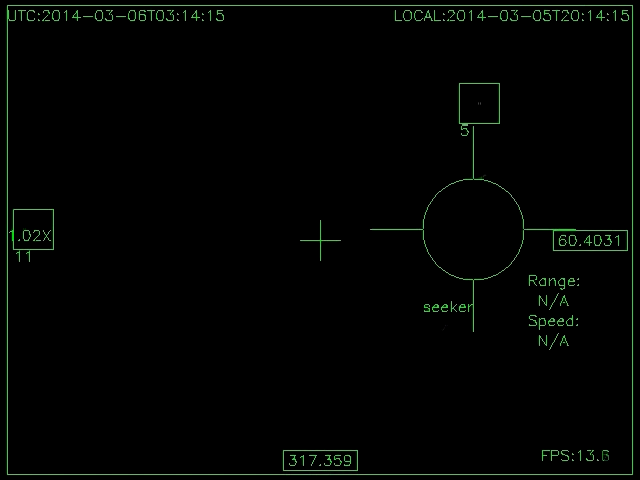 UTC:2014-03-06T03:14:15
LOCAL:2014-03-05T20:14:15
5
1.02X
11
60.4031
Range:
N/A
seeker
Speed:
N/A
FPS:13.6
317.359